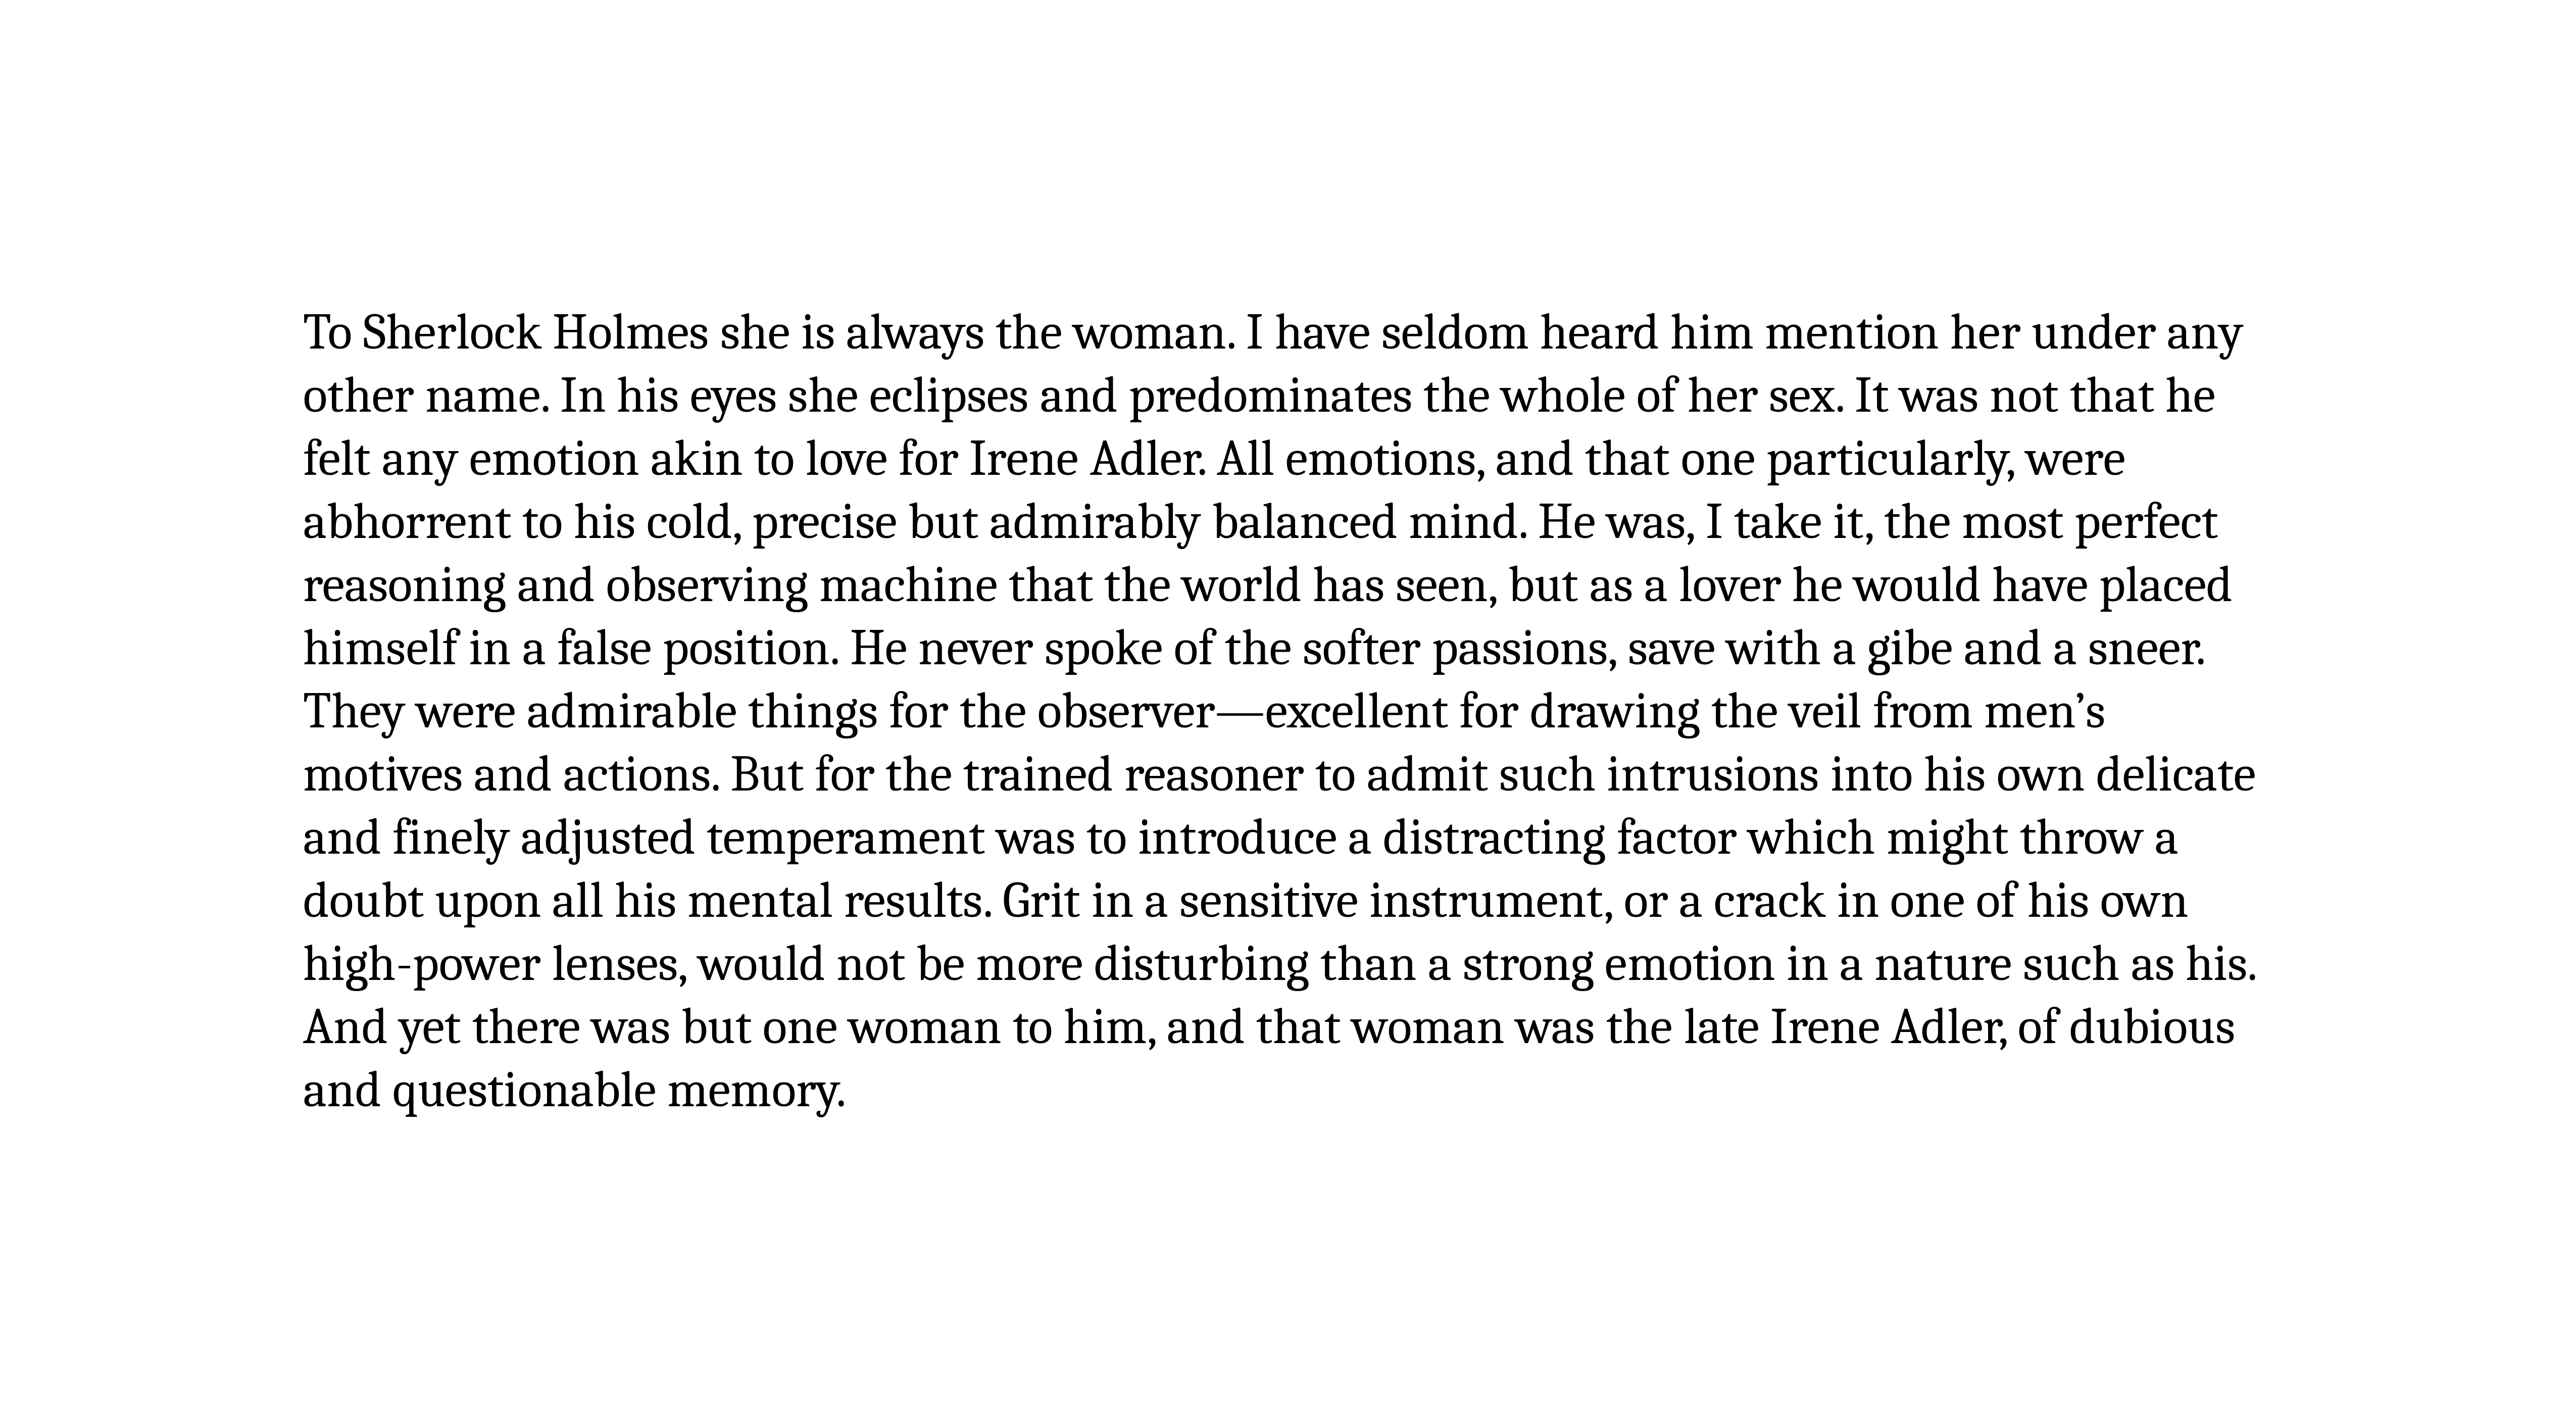 To Sherlock Holmes she is always the woman. I have seldom heard him mention her under any
other name. In his eyes she eclipses and predominates the whole of her sex. It was not that he
felt any emotion akin to love for Irene Adler. All emotions, and that one particularly, were
abhorrent to his cold, precise but admirably balanced mind. He was, I take it, the most perfect
reasoning and observing machine that the world has seen, but as a lover he would have placed
himself in a false position. He never spoke of the softer passions, save with a gibe and a sneer.
They were admirable things for the observer—excellent for drawing the veil from men’s
motives and actions. But for the trained reasoner to admit such intrusions into his own delicate
and finely adjusted temperament was to introduce a distracting factor which might throw a
doubt upon all his mental results. Grit in a sensitive instrument, or a crack in one of his own
high-power lenses, would not be more disturbing than a strong emotion in a nature such as his.
And yet there was but one woman to him, and that woman was the late Irene Adler, of dubious
and questionable memory.